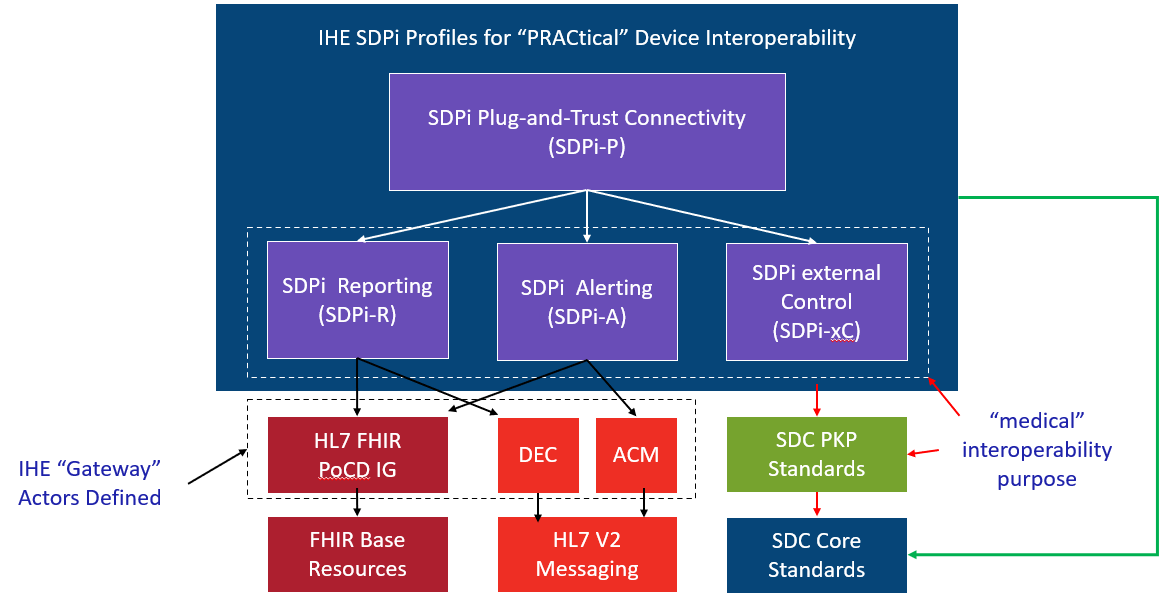 IHE SDPi Profiles for “PRACtical” Device Interoperability
SDPi Plug-and-Trust Connectivity
(SDPi-P)
SDPi  Reporting
(SDPi-R)
SDPi  Alerting
(SDPi-A)
SDPi external
Control
(SDPi-xC)
IHE “Gateway”
Actors Defined
HL7 FHIR
PoCD IG
DEC
ACM
SDC PKP
Standards
“medical”
interoperability
purpose
FHIR Base
Resources
HL7 V2
Messaging
SDC Core
Standards